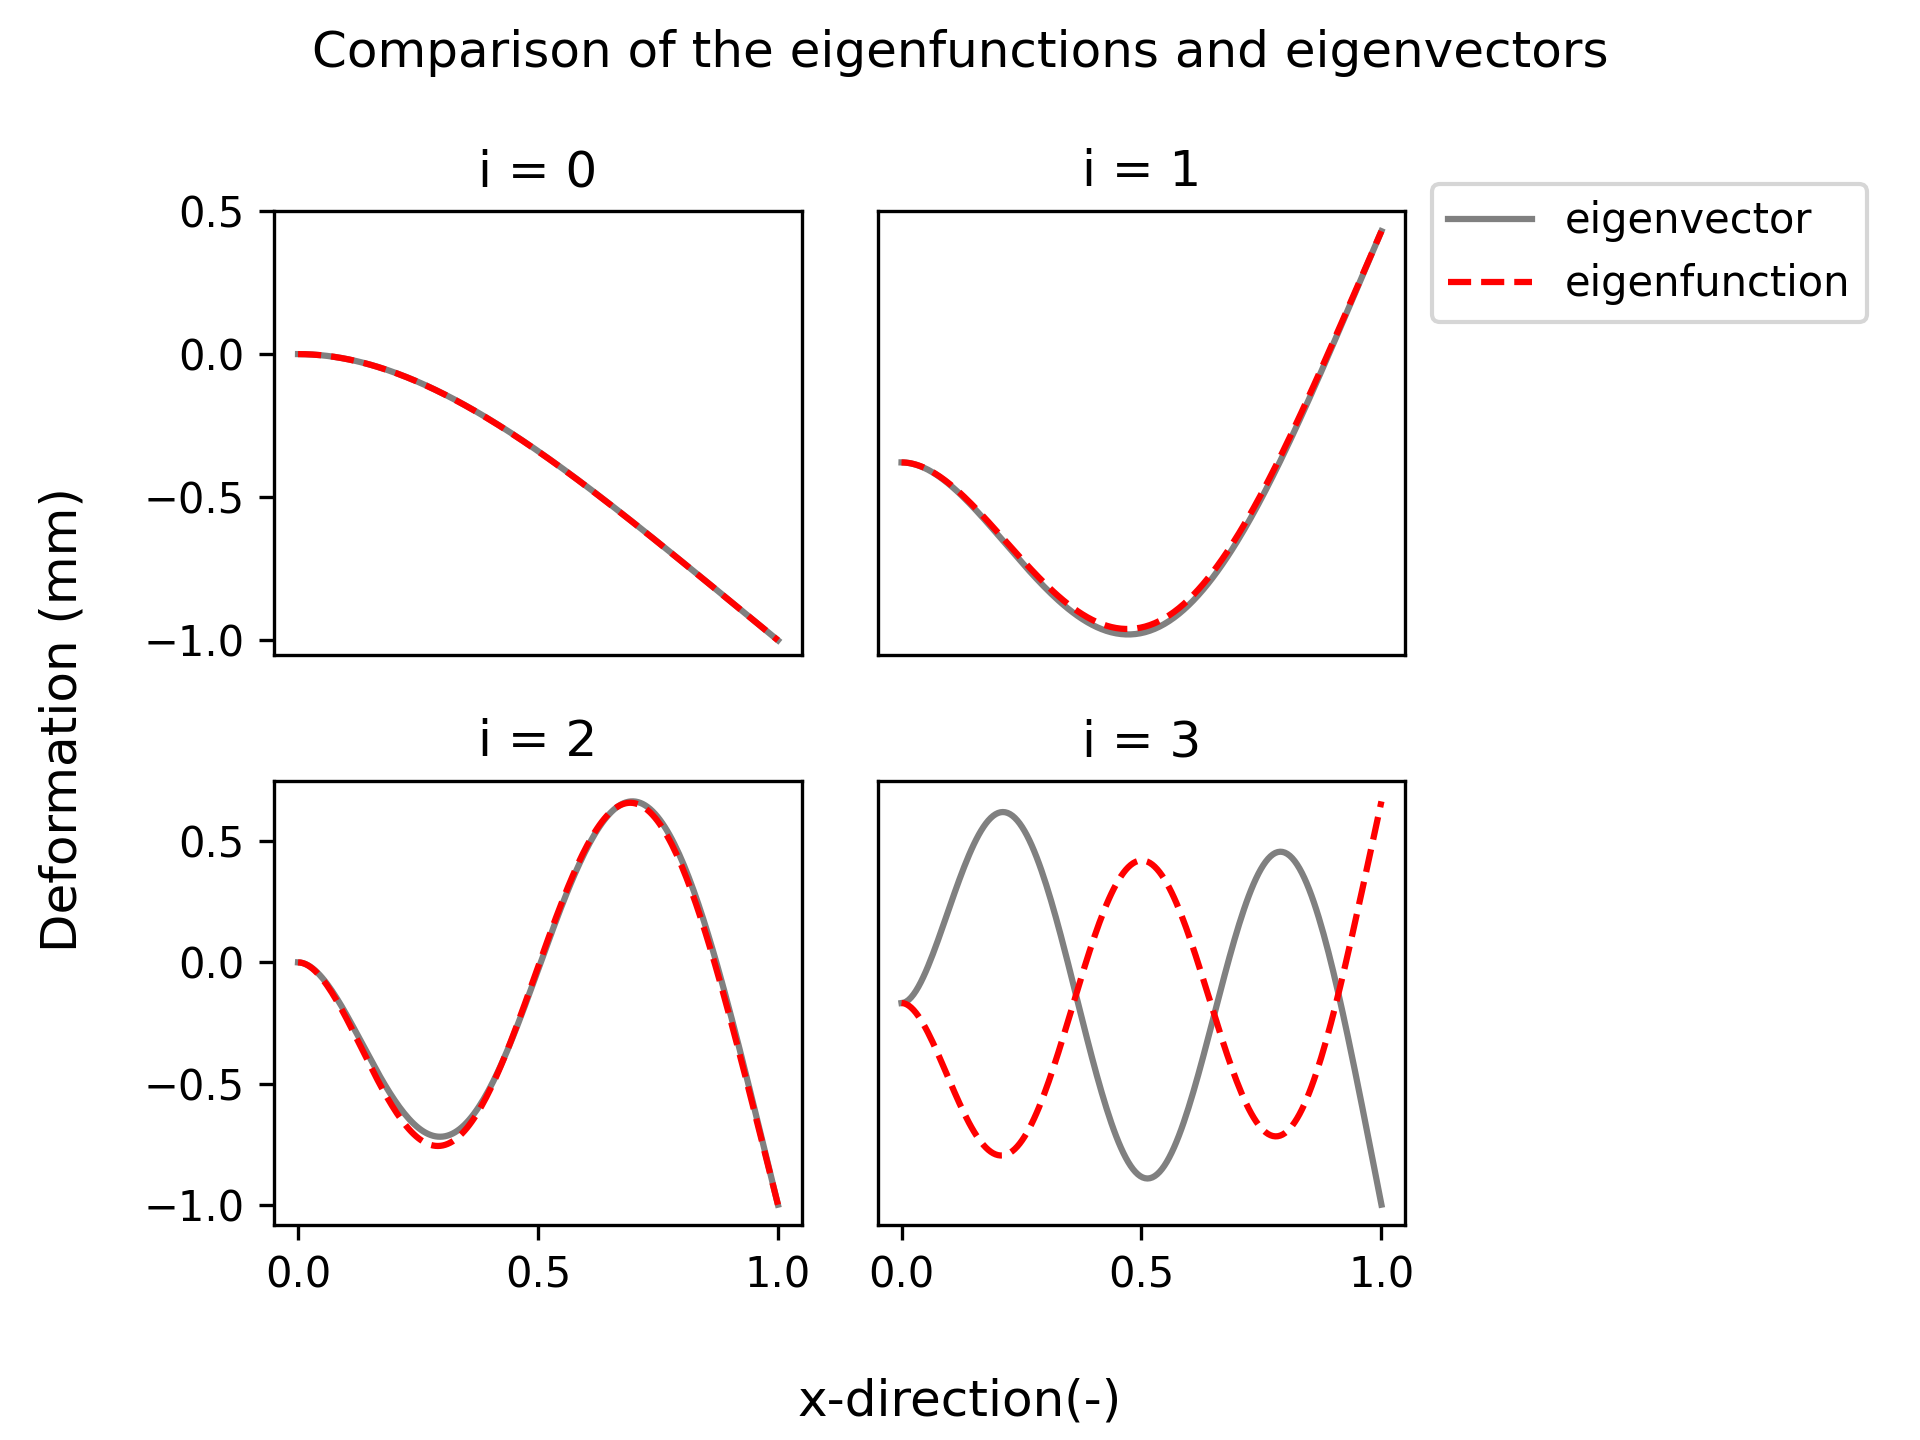 Comparison of the eigenfunctions and eigenvectors
i = 0
i = 1
eigenvector
eigenfunction
0.5
0.0
−0.5
−1.0
Deformation (mm)
i = 2
i = 3
0.5
0.0
−0.5
−1.0
0.0 0.5 1.0
0.0 0.5 1.0
x-direction(-)